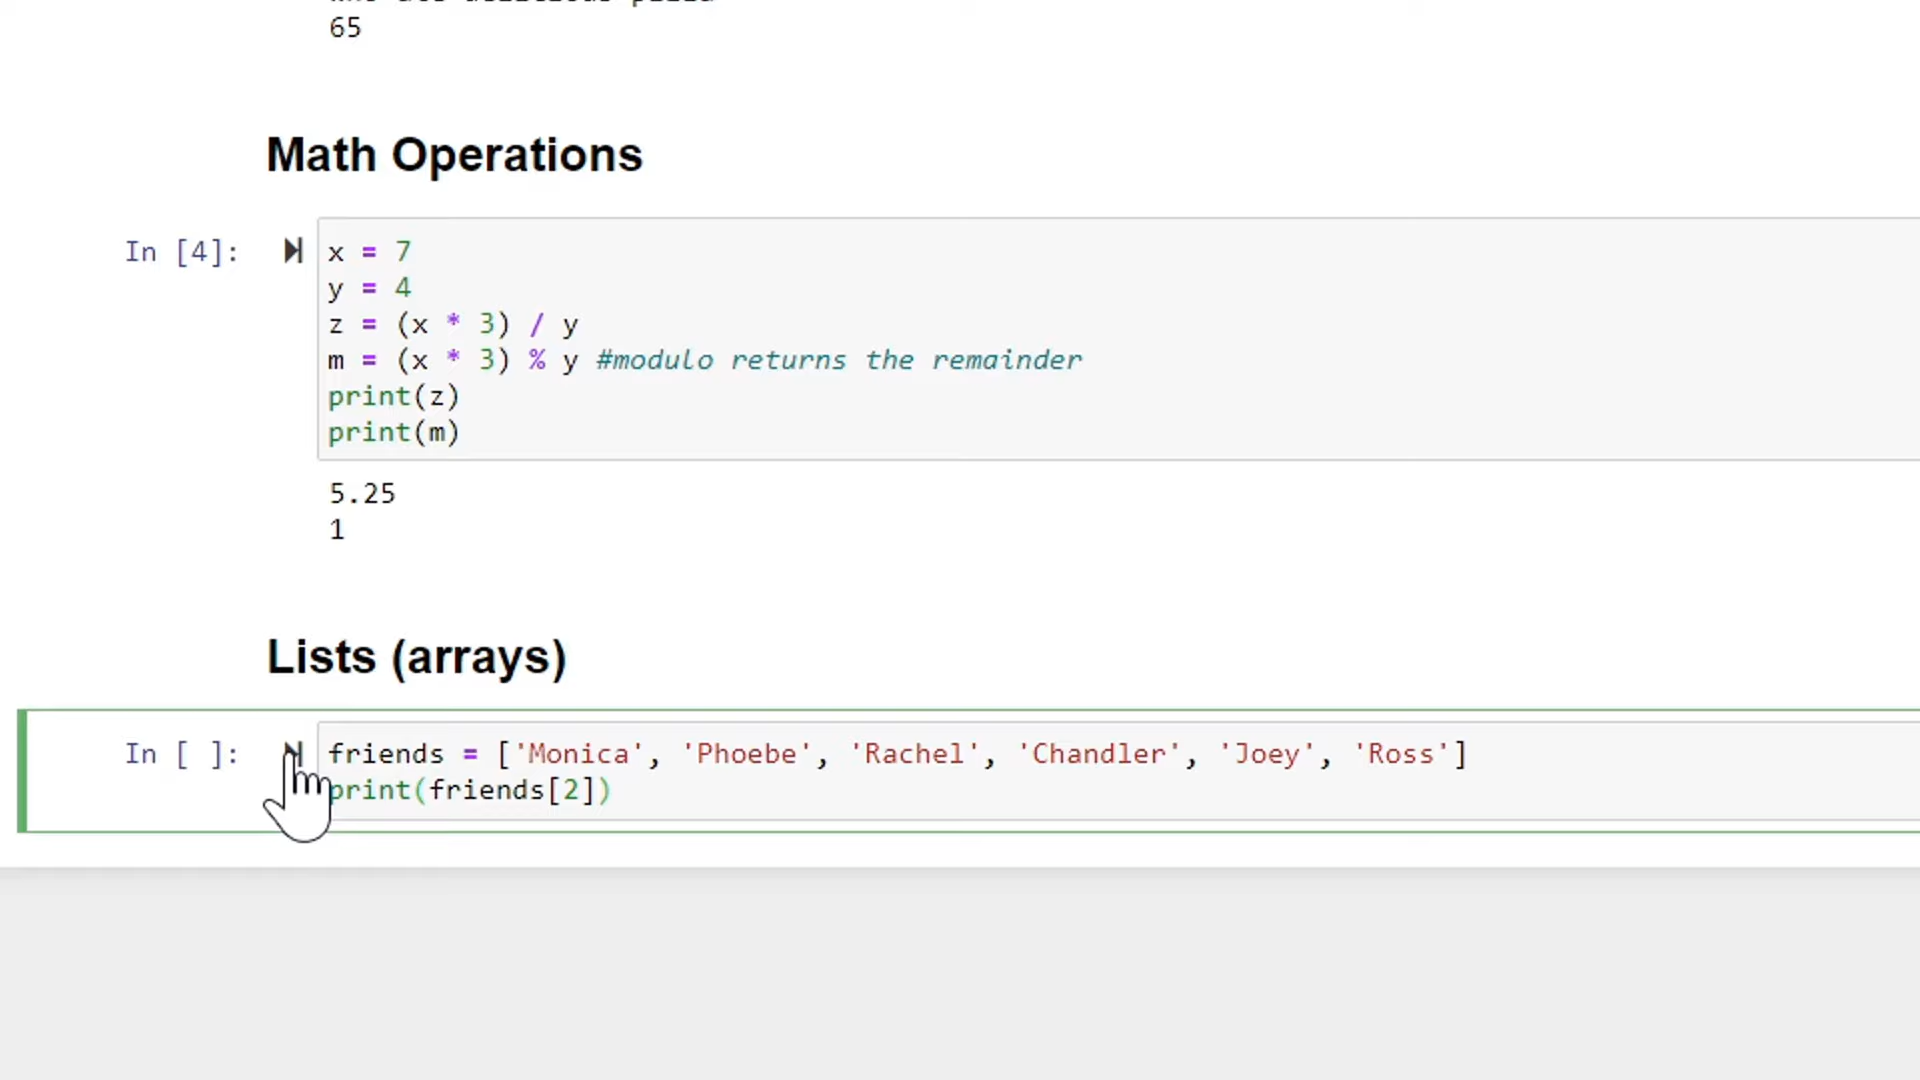 65
Math Operations
In [4]:
x = 7
y = 4
z = (x * 3) / y
m = (x * 3) % y #modulo returns the remainder
print(z)
print(m)
5.25
1
Lists (arrays)
In [ ]:
friends = ['Monica', 'Phoebe', 'Rachel', 'Chandler', 'Joey', 'Ross']
print(friends[2])